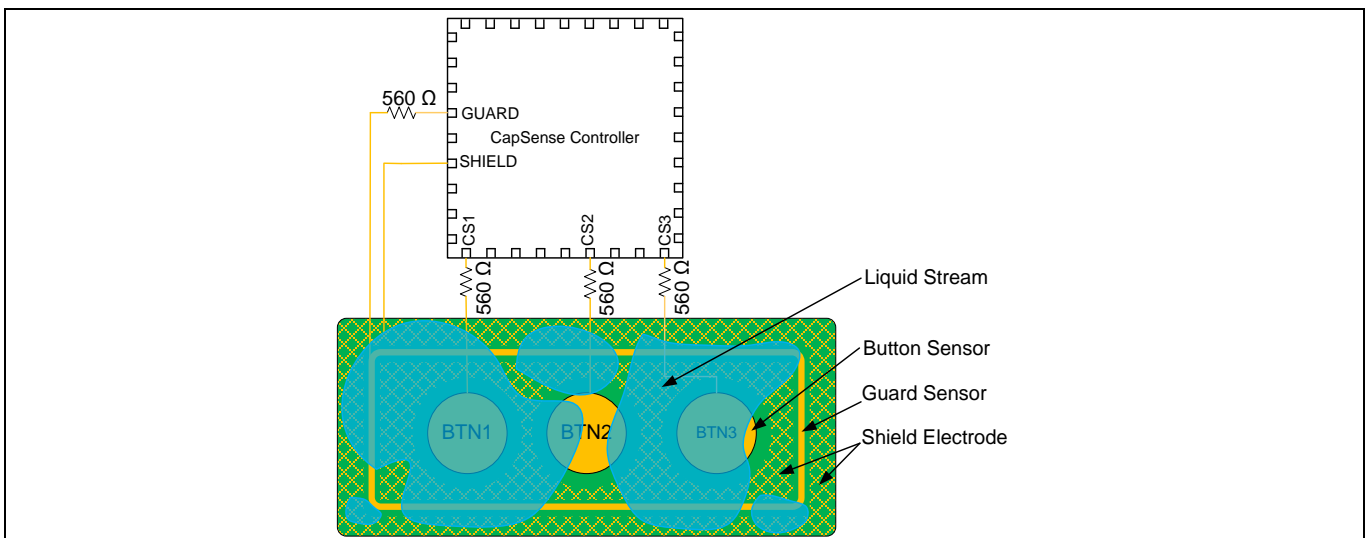 560 Ω
GUARD
CapSense Controller
SHIELD
CS1
CS2
CS3
560 Ω
560 Ω
560 Ω
Liquid Stream
Button Sensor
Guard Sensor
Shield Electrode
BTN1
BTN2
BTN3